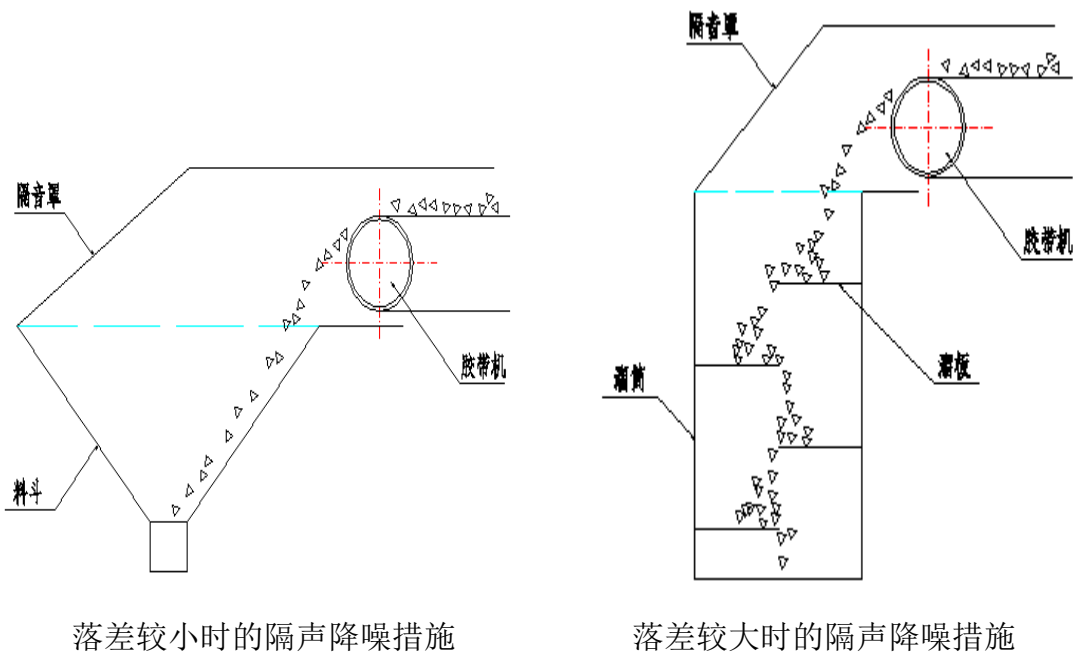 隔音罩
胶带机
料斗
落差较小时的隔声降噪措施
隔音罩
胶带机
溜筒
溜板
落差较大时的隔声降噪措施